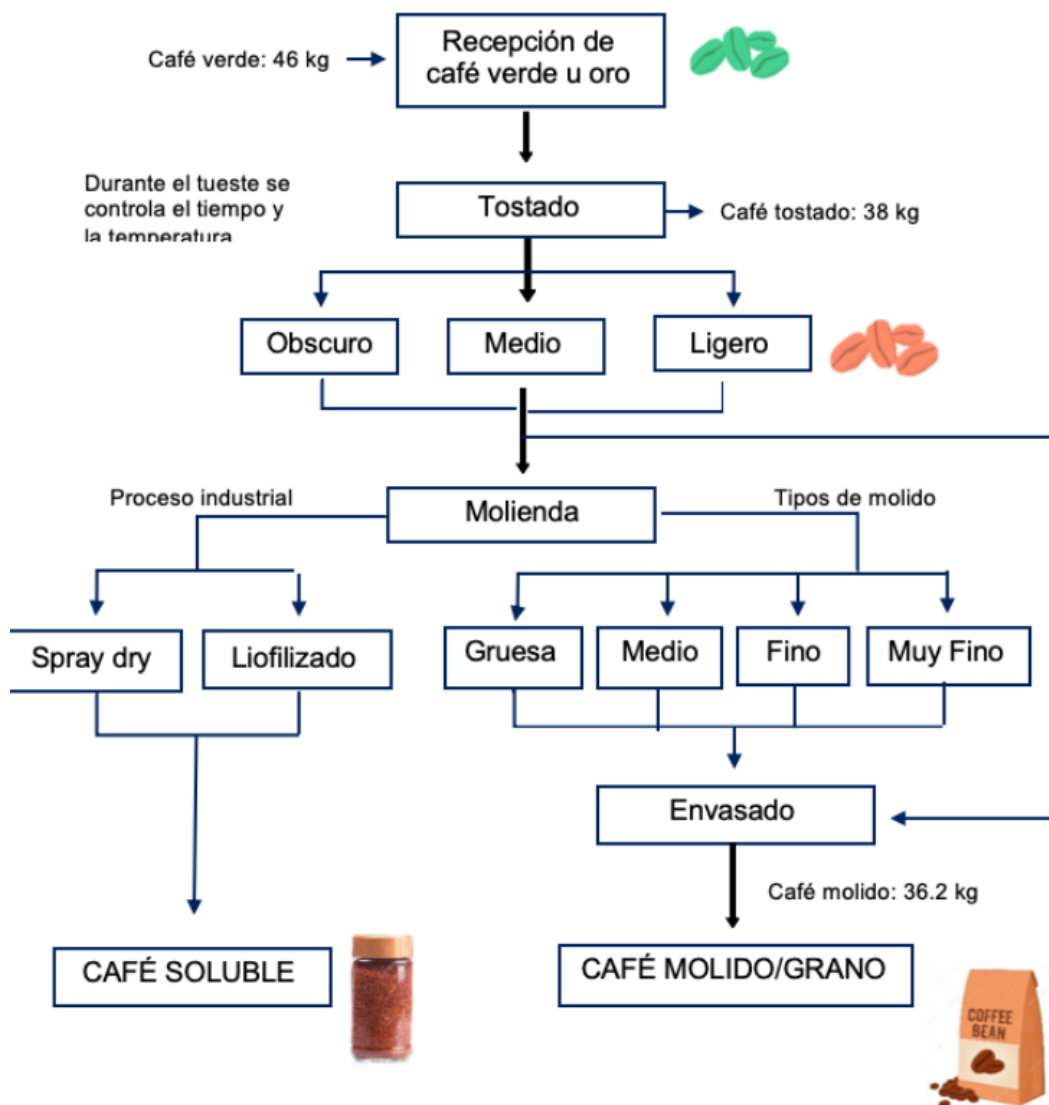 Recepción de
café verde u oro
Café verde: 46 kg
Durante el tueste se
controla el tiempo y
la temperatura
Tostado
Café tostado: 38 kg
Obscuro
Medio
Ligero
Proceso industrial
Molienda
Tipos de molido
Spray dry
Liofilizado
Gruesa
Medio
Fino
Muy Fino
Envasado
Café molido: 36.2 kg
CAFÉ SOLUBLE
CAFÉ MOLIDO/GRANO
COFFEE
BEAN